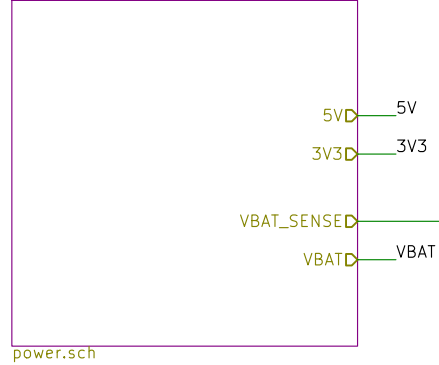 5V 5V
3V3 3V3
VBAT_SENSE
VBAT VBAT
power.sch